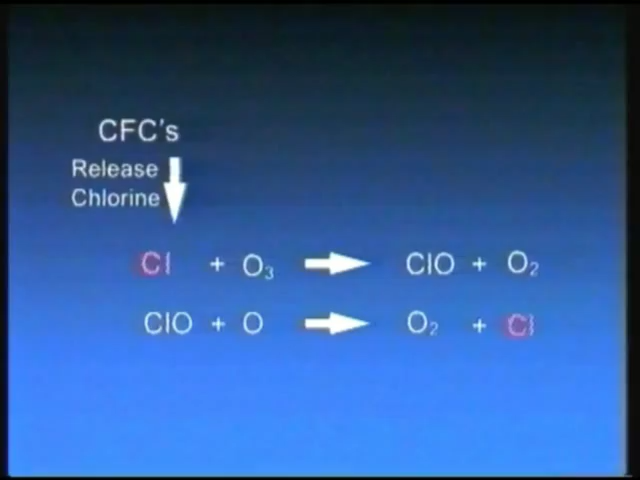 CFC's
Release
Chlorine
Cl + O₃ ClO + O₂
ClO + O O₂ + Cl